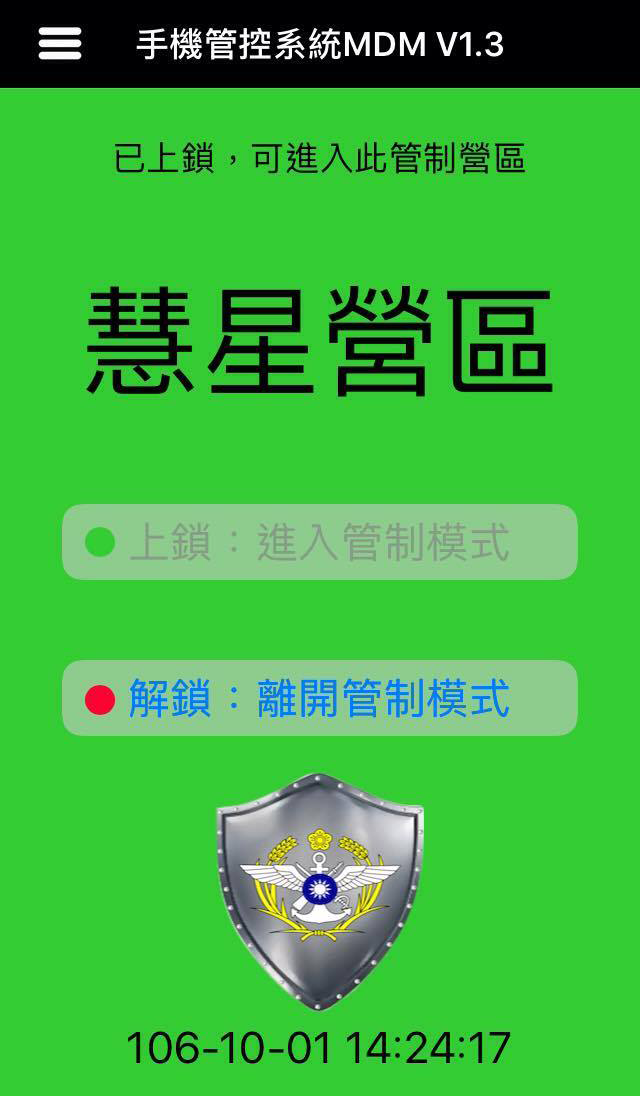 手機管控系統MDM V1.3
已上鎖，可進入此管制營區
慧星營區
上鎖：進入管制模式
解鎖：離開管制模式
106-10-01 14:24:17